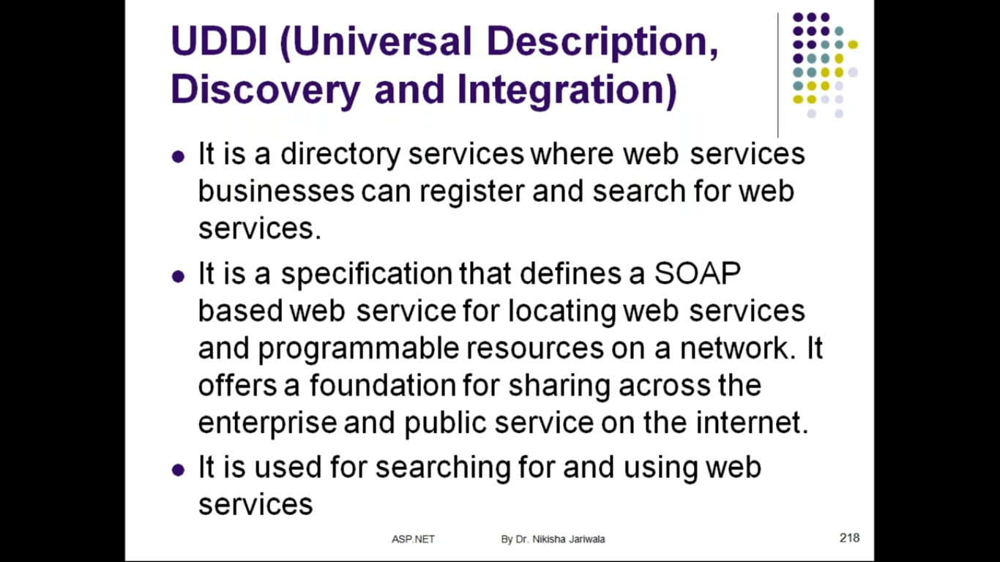 UDDI (Universal Description,
Discovery and Integration)
It is a directory services where web services
businesses can register and search for web
services.
It is a specification that defines a SOAP
based web service for locating web services
and programmable resources on a network. It
offers a foundation for sharing across the
enterprise and public service on the internet.
It is used for searching for and using web
services
ASP.NET By Dr. Nikisha Jariwala 218